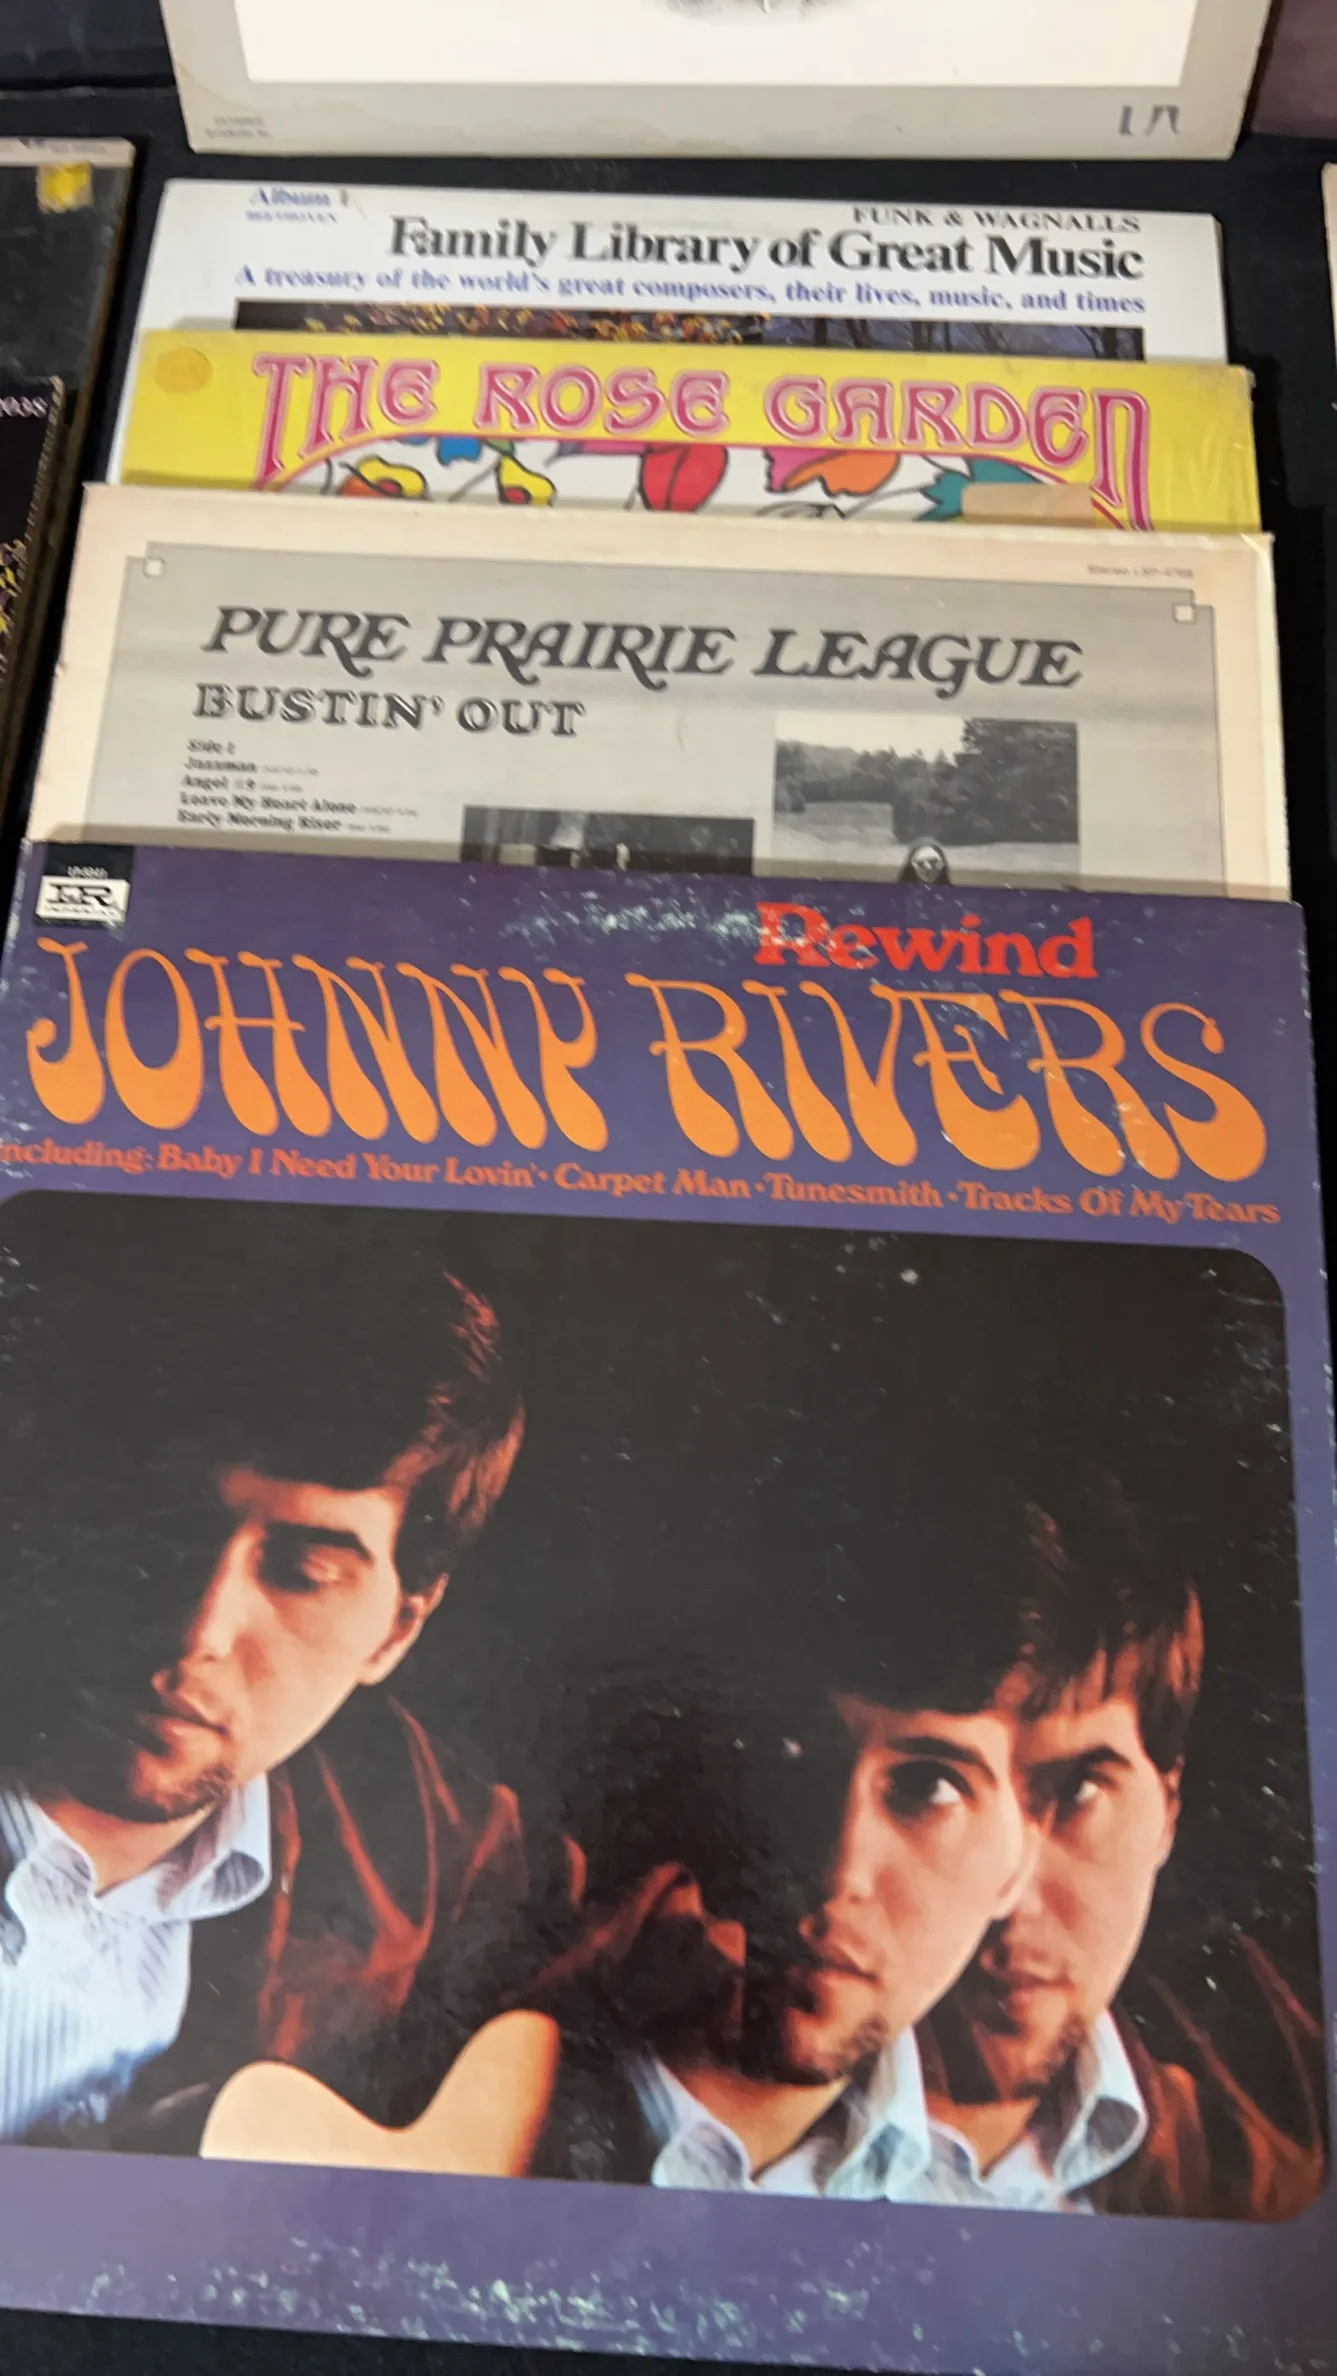 Album 1
BEETHOVEN
FUNK & WAGNALLS
Family Library of Great Music
A treasury of the world's great composers, their lives, music, and times
THE ROSE GARDEN
PURE PRAIRIE LEAGUE
BUSTIN' OUT
Side 1
Jazzman
Angel #9
Leave My Heart Alone
Early Morning Riser
IR
Rewind
JOHNNY RIVERS
Including: Baby I Need Your Lovin' • Carpet Man • Tunesmith • Tracks Of My Tears